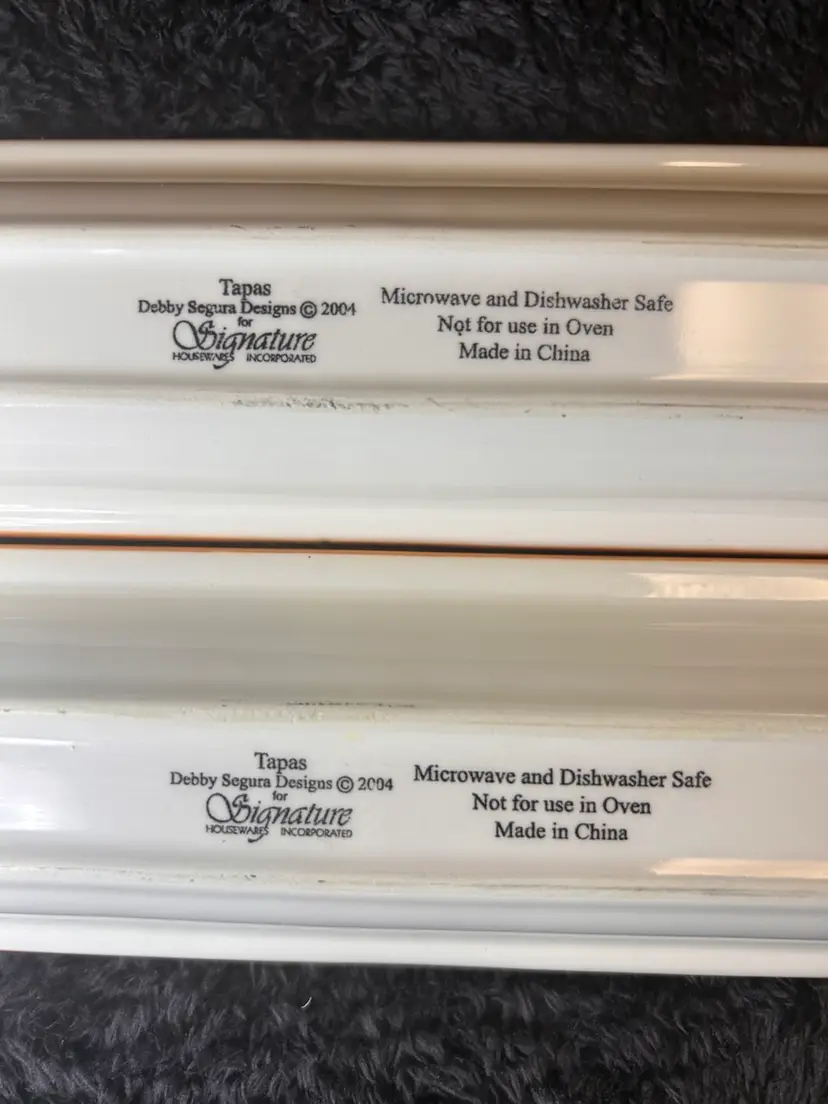 Tapas
Debby Segura Designs © 2004
for
Signature
HOUSEWARES INCORPORATED
Microwave and Dishwasher Safe
Not for use in Oven
Made in China
Tapas
Debby Segura Designs © 2004
for
Signature
HOUSEWARES INCORPORATED
Microwave and Dishwasher Safe
Not for use in Oven
Made in China